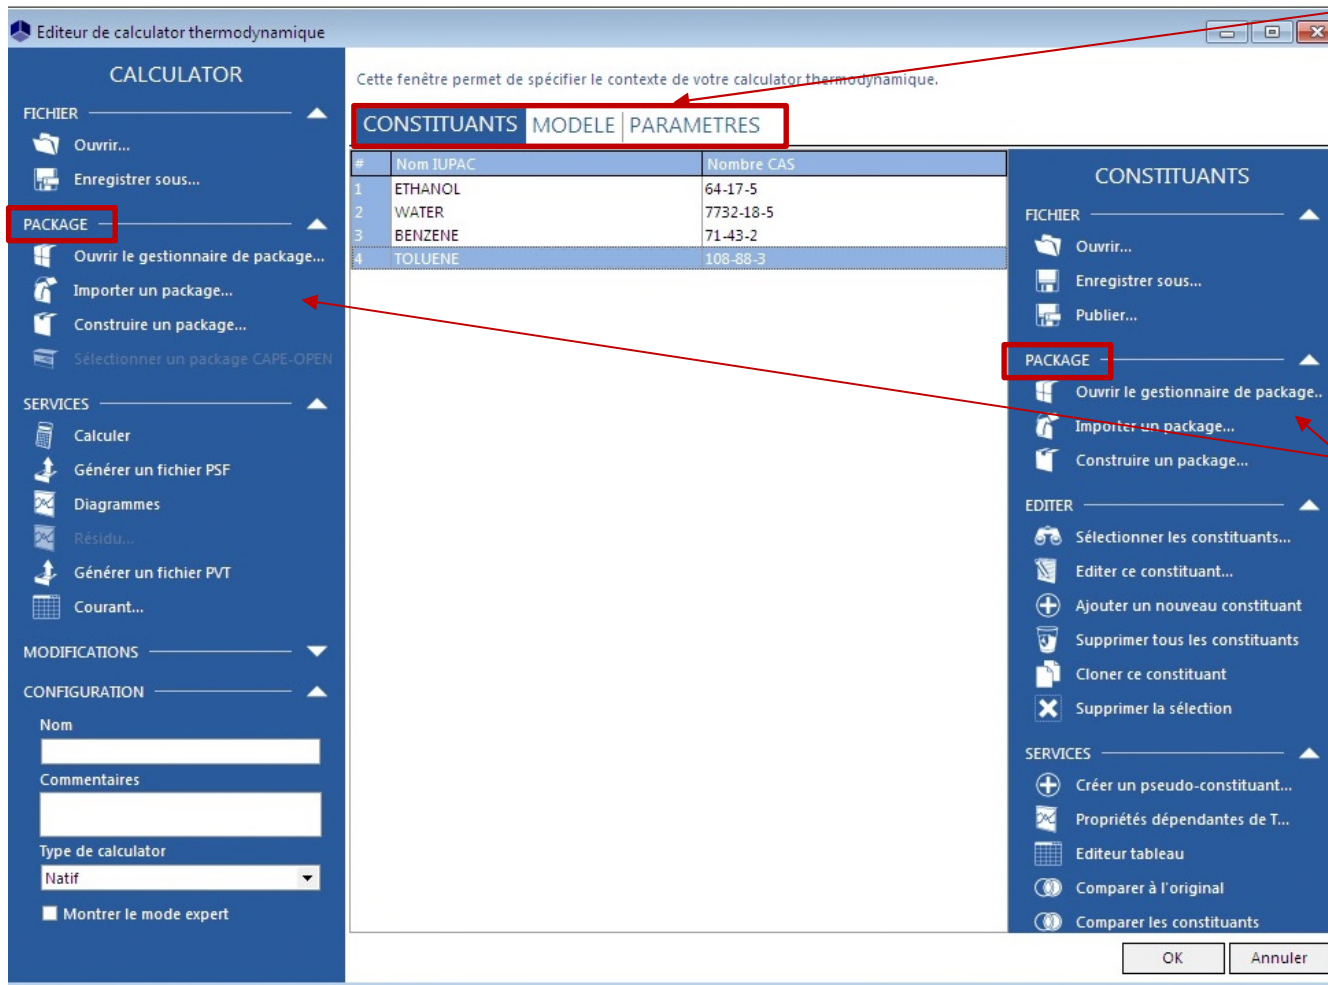 Editeur de calculator thermodynamique
CALCULATOR
FICHIER
Ouvrir...
Enregistrer sous...
PACKAGE
Ouvrir le gestionnaire de package...
Importer un package...
Construire un package...
Sélectionner un package CAPE-OPEN
SERVICES
Calculer
Générer un fichier PSF
Diagrammes
Résidu...
Générer un fichier PVT
Courant...
MODIFICATIONS
CONFIGURATION
Nom
Commentaires
Type de calculator
Natif
Montrer le mode expert
Cette fenêtre permet de spécifier le contexte de votre calculator thermodynamique.
CONSTITUANTS MODELE PARAMETRES
# Nom IUPAC Nombre CAS
1 ETHANOL 64-17-5
2 WATER 7732-18-5
3 BENZENE 71-43-2
4 TOLUENE 108-88-3
CONSTITUANTS
FICHIER
Ouvrir...
Enregistrer sous...
Publier...
PACKAGE
Ouvrir le gestionnaire de package..
Importer un package...
Construire un package...
EDITER
Sélectionner les constituants...
Editer ce constituant...
Ajouter un nouveau constituant
Supprimer tous les constituants
Cloner ce constituant
Supprimer la sélection
SERVICES
Créer un pseudo-constituant...
Propriétés dépendantes de T...
Editeur tableau
Comparer à l'original
Comparer les constituants
OK Annuler